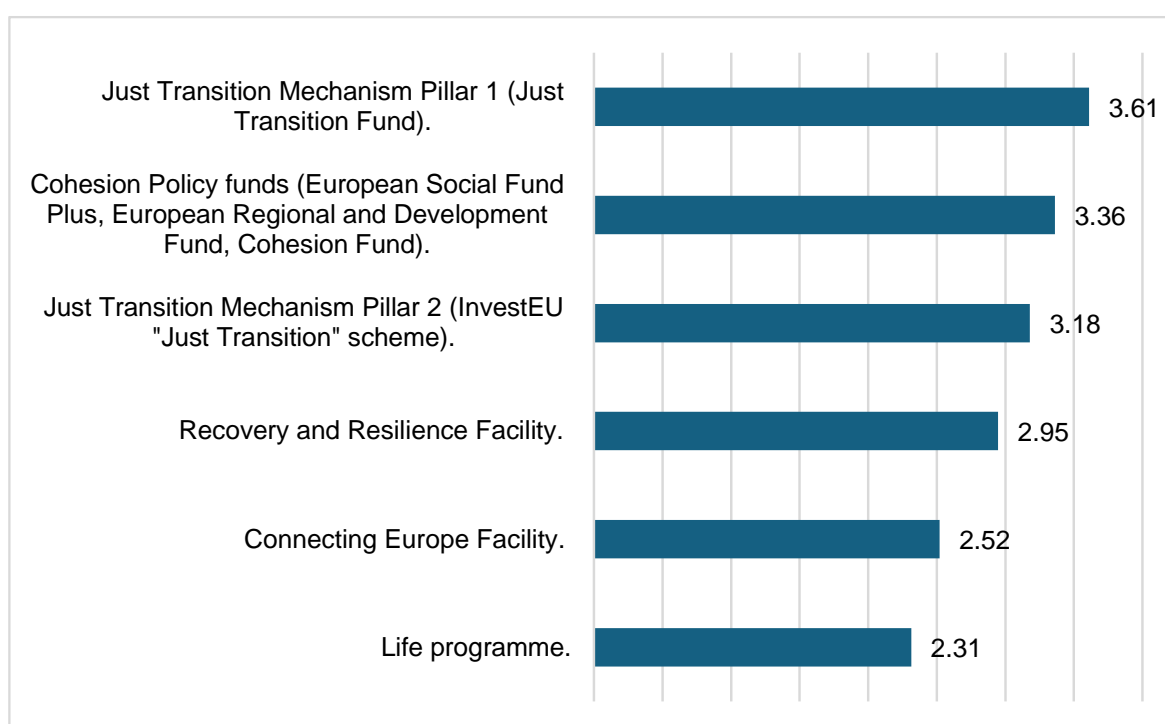 Just Transition Mechanism Pillar 1 (Just
Transition Fund).
3.61
Cohesion Policy funds (European Social Fund
Plus, European Regional and Development
Fund, Cohesion Fund).
3.36
Just Transition Mechanism Pillar 2 (InvestEU
"Just Transition" scheme).
3.18
Recovery and Resilience Facility.
2.95
Connecting Europe Facility.
2.52
Life programme.
2.31